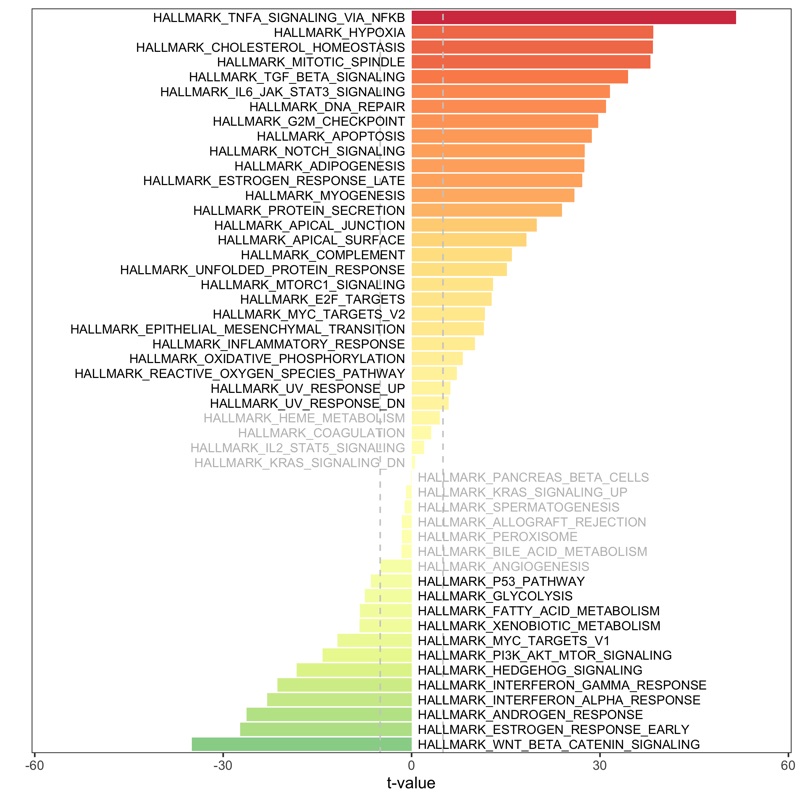 HALLMARK_TNFA_SIGNALING_VIA_NFKB
HALLMARK_HYPOXIA
HALLMARK_CHOLESTEROL_HOMEOSTASIS
HALLMARK_MITOTIC_SPINDLE
HALLMARK_TGF_BETA_SIGNALING
HALLMARK_IL6_JAK_STAT3_SIGNALING
HALLMARK_DNA_REPAIR
HALLMARK_G2M_CHECKPOINT
HALLMARK_APOPTOSIS
HALLMARK_NOTCH_SIGNALING
HALLMARK_ADIPOGENESIS
HALLMARK_ESTROGEN_RESPONSE_LATE
HALLMARK_MYOGENESIS
HALLMARK_PROTEIN_SECRETION
HALLMARK_APICAL_JUNCTION
HALLMARK_APICAL_SURFACE
HALLMARK_COMPLEMENT
HALLMARK_UNFOLDED_PROTEIN_RESPONSE
HALLMARK_MTORC1_SIGNALING
HALLMARK_E2F_TARGETS
HALLMARK_MYC_TARGETS_V2
HALLMARK_EPITHELIAL_MESENCHYMAL_TRANSITION
HALLMARK_INFLAMMATORY_RESPONSE
HALLMARK_OXIDATIVE_PHOSPHORYLATION
HALLMARK_REACTIVE_OXYGEN_SPECIES_PATHWAY
HALLMARK_UV_RESPONSE_UP
HALLMARK_UV_RESPONSE_DN
HALLMARK_HEME_METABOLISM
HALLMARK_COAGULATION
HALLMARK_IL2_STAT5_SIGNALING
HALLMARK_KRAS_SIGNALING_DN
HALLMARK_PANCREAS_BETA_CELLS
HALLMARK_KRAS_SIGNALING_UP
HALLMARK_SPERMATOGENESIS
HALLMARK_ALLOGRAFT_REJECTION
HALLMARK_PEROXISOME
HALLMARK_BILE_ACID_METABOLISM
HALLMARK_ANGIOGENESIS
HALLMARK_P53_PATHWAY
HALLMARK_GLYCOLYSIS
HALLMARK_FATTY_ACID_METABOLISM
HALLMARK_XENOBIOTIC_METABOLISM
HALLMARK_MYC_TARGETS_V1
HALLMARK_PI3K_AKT_MTOR_SIGNALING
HALLMARK_HEDGEHOG_SIGNALING
HALLMARK_INTERFERON_GAMMA_RESPONSE
HALLMARK_INTERFERON_ALPHA_RESPONSE
HALLMARK_ANDROGEN_RESPONSE
HALLMARK_ESTROGEN_RESPONSE_EARLY
HALLMARK_WNT_BETA_CATENIN_SIGNALING
-60 -30 0 30 60
t-value